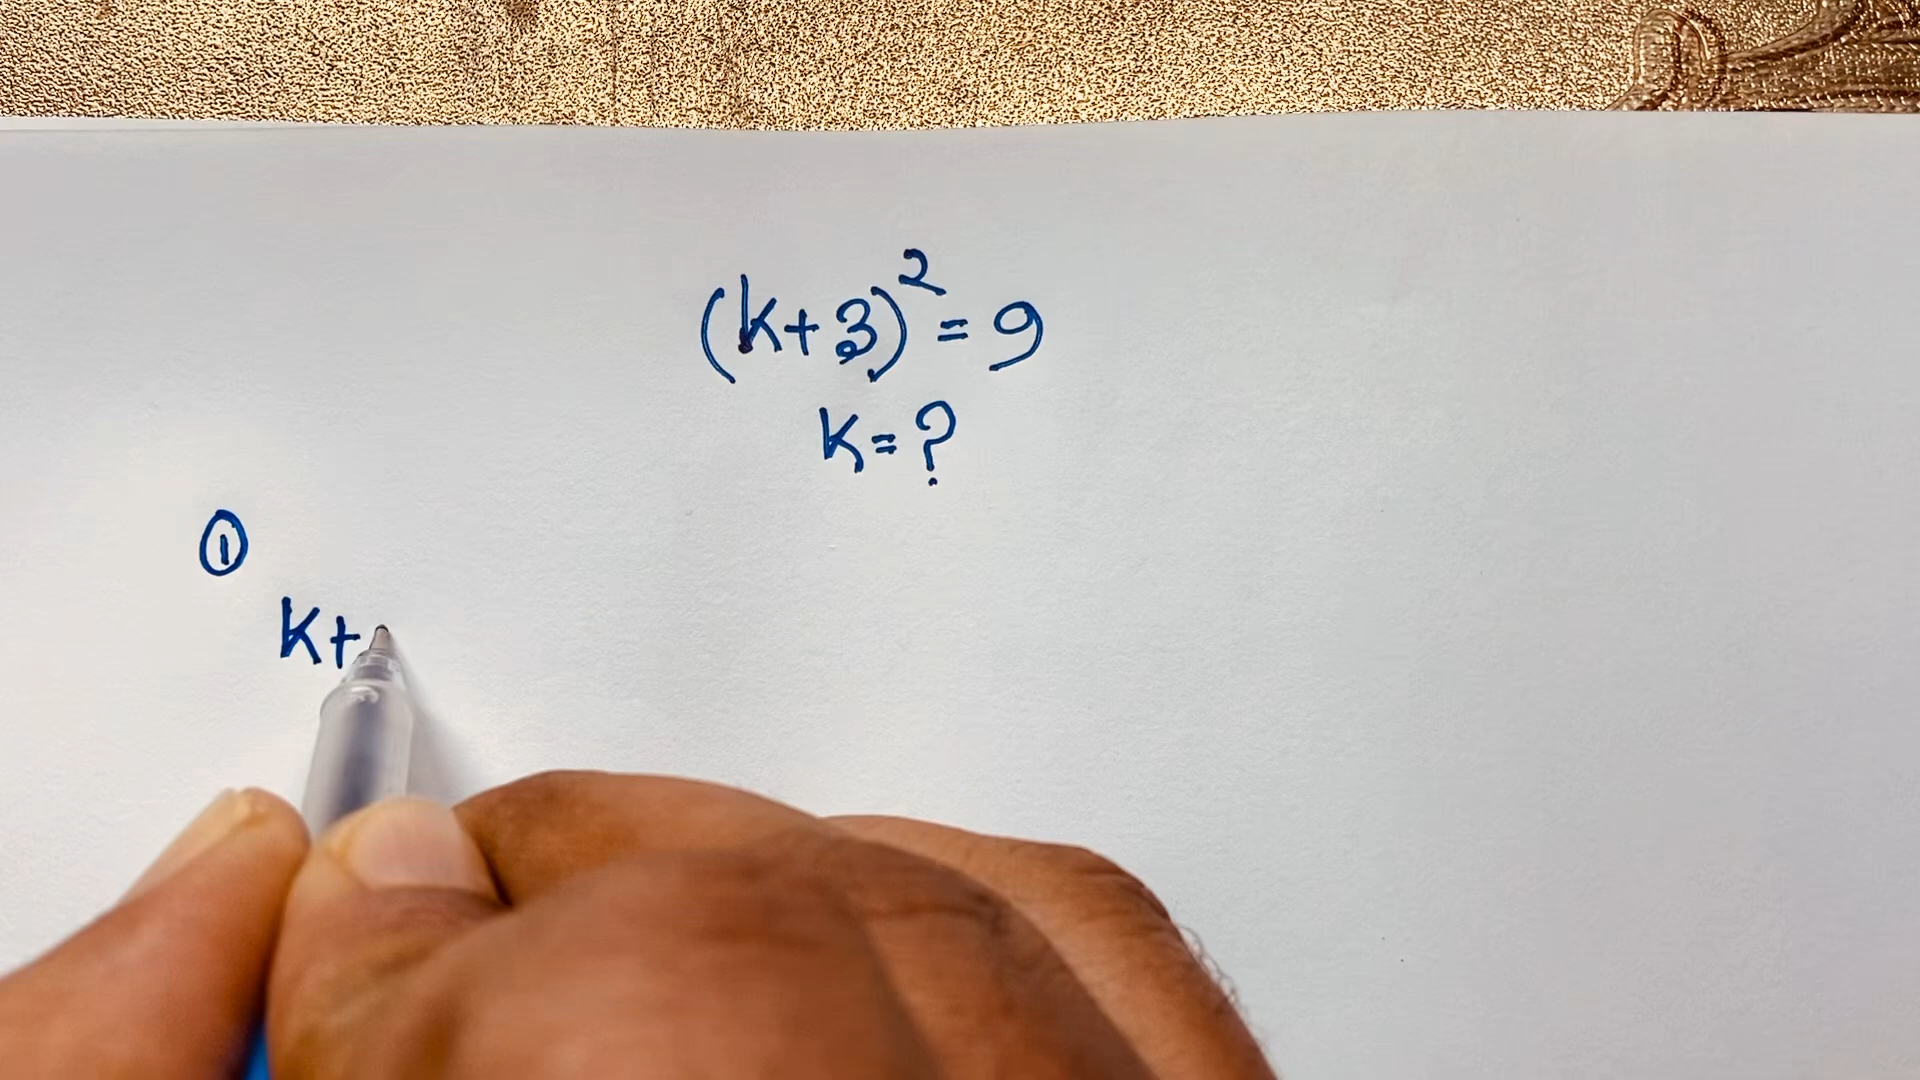 (k+3)² = 9
k = ?
①
k+